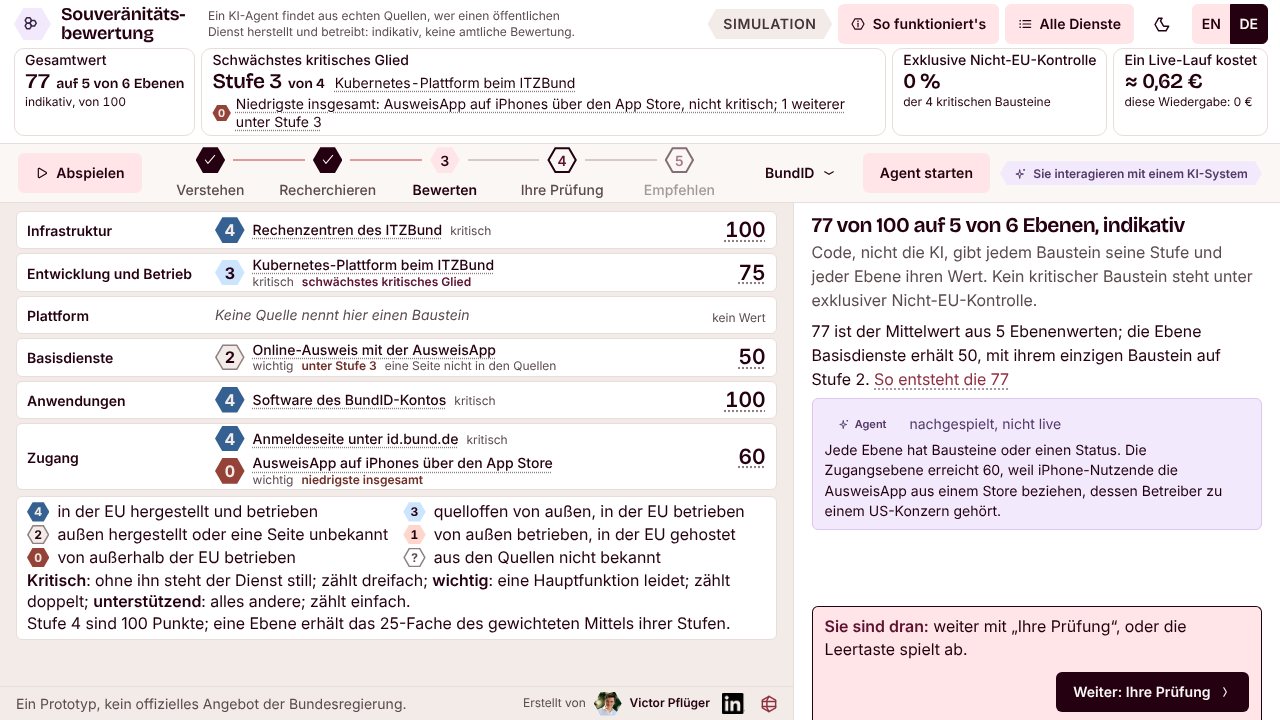 Souveränitäts-
bewertung
Ein KI-Agent findet aus echten Quellen, wer einen öffentlichen
Dienst herstellt und betreibt: indikativ, keine amtliche Bewertung.
SIMULATION
So funktioniert's
Alle Dienste
EN
DE
Gesamtwert
77 auf 5 von 6 Ebenen
indikativ, von 100
Schwächstes kritisches Glied
Stufe 3 von 4 Kubernetes-Plattform beim ITZBund
0 Niedrigste insgesamt: AusweisApp auf iPhones über den App Store, nicht kritisch; 1 weiterer
unter Stufe 3
Exklusive Nicht-EU-Kontrolle
0 %
der 4 kritischen Bausteine
Ein Live-Lauf kostet
≈ 0,62 €
diese Wiedergabe: 0 €
Abspielen
Verstehen
Recherchieren
3
Bewerten
4
Ihre Prüfung
5
Empfehlen
BundID
Agent starten
Sie interagieren mit einem KI-System
Infrastruktur
4 Rechenzentren des ITZBund kritisch
100
Entwicklung und Betrieb
3 Kubernetes-Plattform beim ITZBund
kritisch schwächstes kritisches Glied
75
Plattform
Keine Quelle nennt hier einen Baustein
kein Wert
Basisdienste
2 Online-Ausweis mit der AusweisApp
wichtig unter Stufe 3 eine Seite nicht in den Quellen
50
Anwendungen
4 Software des BundID-Kontos kritisch
100
Zugang
4 Anmeldeseite unter id.bund.de kritisch
0 AusweisApp auf iPhones über den App Store
wichtig niedrigste insgesamt
60
4 in der EU hergestellt und betrieben
3 quelloffen von außen, in der EU betrieben
2 außen hergestellt oder eine Seite unbekannt
1 von außen betrieben, in der EU gehostet
0 von außerhalb der EU betrieben
? aus den Quellen nicht bekannt
Kritisch: ohne ihn steht der Dienst still; zählt dreifach; wichtig: eine Hauptfunktion leidet; zählt
doppelt; unterstützend: alles andere; zählt einfach.
Stufe 4 sind 100 Punkte; eine Ebene erhält das 25-Fache des gewichteten Mittels ihrer Stufen.
77 von 100 auf 5 von 6 Ebenen, indikativ
Code, nicht die KI, gibt jedem Baustein seine Stufe und
jeder Ebene ihren Wert. Kein kritischer Baustein steht unter
exklusiver Nicht-EU-Kontrolle.
77 ist der Mittelwert aus 5 Ebenenwerten; die Ebene
Basisdienste erhält 50, mit ihrem einzigen Baustein auf
Stufe 2. So entsteht die 77
Agent nachgespielt, nicht live
Jede Ebene hat Bausteine oder einen Status. Die
Zugangsebene erreicht 60, weil iPhone-Nutzende die
AusweisApp aus einem Store beziehen, dessen Betreiber zu
einem US-Konzern gehört.
Sie sind dran: weiter mit „Ihre Prüfung“, oder die
Leertaste spielt ab.
Weiter: Ihre Prüfung
Ein Prototyp, kein offizielles Angebot der Bundesregierung.
Erstellt von Victor Pflüger in